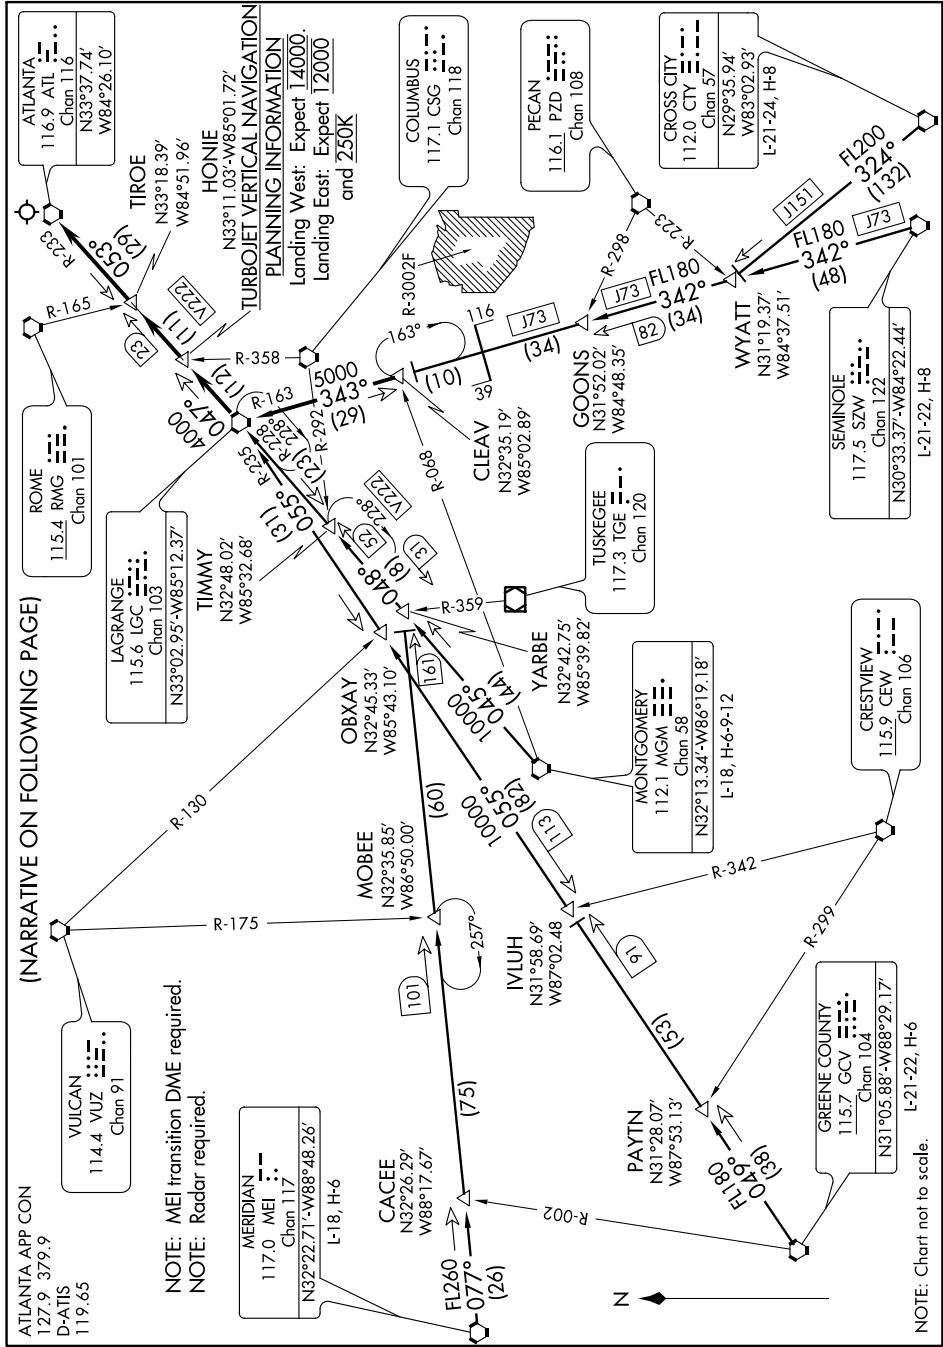 (NARRATIVE ON FOLLOWING PAGE)
ATLANTA APP CON
127.9 379.9
D-ATIS
119.65
NOTE: MEI transition DME required.
NOTE: Radar required.
VULCAN
114.4 VUZ
Chan 91
MERIDIAN
117.0 MEI
Chan 117
N32°22.71'-W88°48.26'
L-18, H-6
FL260
077°
(26)
CACEE
N32°26.29'
W88°17.67'
(75)
101
MOBEE
N32°35.85'
W86°50.00'
257°
(60)
161
R-175
R-130
R-002
GREENE COUNTY
115.7 GCV
Chan 104
N31°05.88'-W88°29.17'
L-21-22, H-6
FL180
049°
(38)
PAYTN
N31°28.07'
W87°53.13'
(53)
91
IVLUH
N31°58.69'
W87°02.48
113
10000
055°
(82)
R-342
R-299
CRESTVIEW
115.9 CEW
Chan 106
MONTGOMERY
112.1 MGM
Chan 58
N32°13.34'-W86°19.18'
L-18, H-6-9-12
10000
045°
(44)
R-068
OBXAY
N32°45.33'
W85°43.10'
YARBE
N32°42.75'
W85°39.82'
R-359
TUSKEGEE
117.3 TGE
Chan 120
31
048°
(8)
52
228°
V222
TIMMY
N32°48.02'
W85°32.68'
055°
(31)
R-235
(23)
R-228
228°
R-292
R-163
LAGRANGE
115.6 LGC
Chan 103
N33°02.95'-W85°12.37'
ROME
115.4 RMG
Chan 101
R-165
4000
047°
(12)
(11)
V222
23
053°
(29)
R-233
ATLANTA
116.9 ATL
Chan 116
N33°37.74'
W84°26.10'
TIROE
N33°18.39'
W84°51.96'
HONIE
N33°11.03'-W85°01.72'
TURBOJET VERTICAL NAVIGATION
PLANNING INFORMATION
Landing West: Expect 14000.
Landing East: Expect 12000
and 250K
COLUMBUS
117.1 CSG
Chan 118
R-358
5000
343°
(29)
CLEAV
N32°35.19'
W85°02.89'
163°
(10)
R-3002F
116
39
J73
(34)
GOONS
N31°52.02'
W84°48.35'
R-298
PECAN
116.1 PZD
Chan 108
R-223
J73
FL180
342°
(34)
82
WYATT
N31°19.37'
W84°37.51'
CROSS CITY
112.0 CTY
Chan 57
N29°35.94'
W83°02.93'
L-21-24, H-8
J151
FL200
324°
(132)
J73
FL180
342°
(48)
SEMINOLE
117.5 SZW
Chan 122
N30°33.37'-W84°22.44'
L-21-22, H-8
N
NOTE: Chart not to scale.